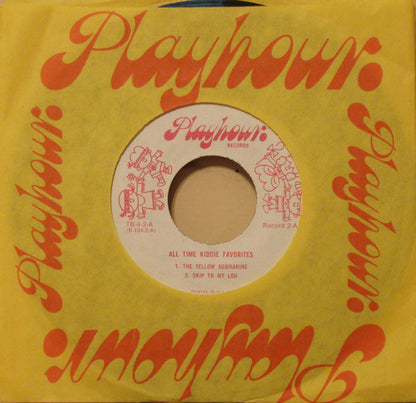 Playhour:
Playhour:
Playhour:
RECORDS
Playhour:
TB-4-2-A
Record 2-A
ALL TIME KIDDIE FAVORITES
1. THE YELLOW SUBMARINE
2. SKIP TO MY LOU
Playhour:
Playhour: